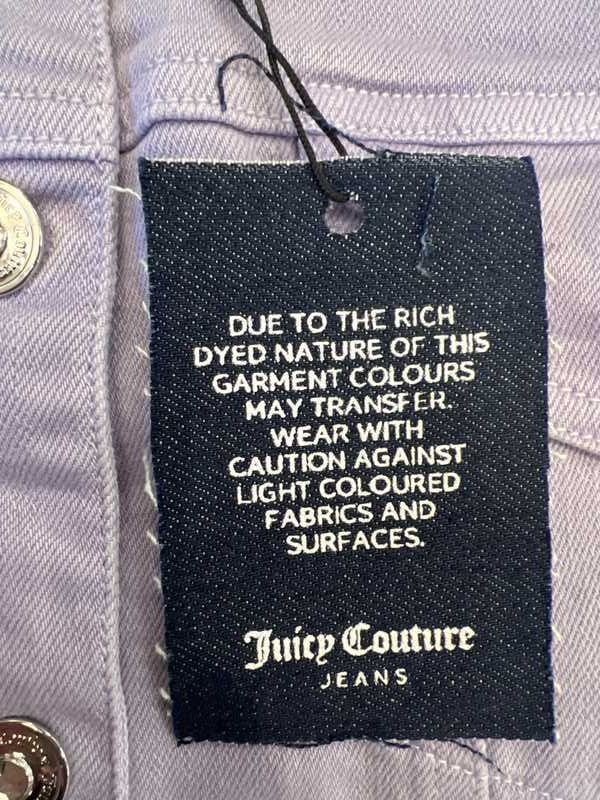 DUE TO THE RICH
DYED NATURE OF THIS
GARMENT COLOURS
MAY TRANSFER.
WEAR WITH
CAUTION AGAINST
LIGHT COLOURED
FABRICS AND
SURFACES.
Juicy Couture
JEANS